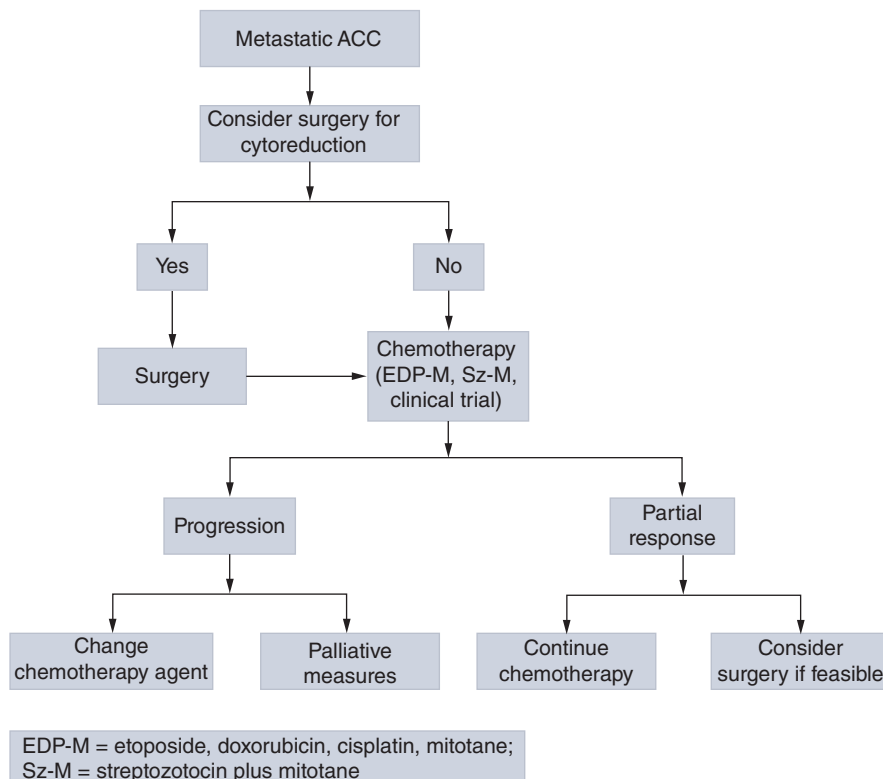 Metastatic ACC
Consider surgery for
cytoreduction
Yes
No
Surgery
Chemotherapy
(EDP-M, Sz-M,
clinical trial)
Progression
Partial
response
Change
chemotherapy agent
Palliative
measures
Continue
chemotherapy
Consider
surgery if feasible
EDP-M = etoposide, doxorubicin, cisplatin, mitotane;
Sz-M = streptozotocin plus mitotane